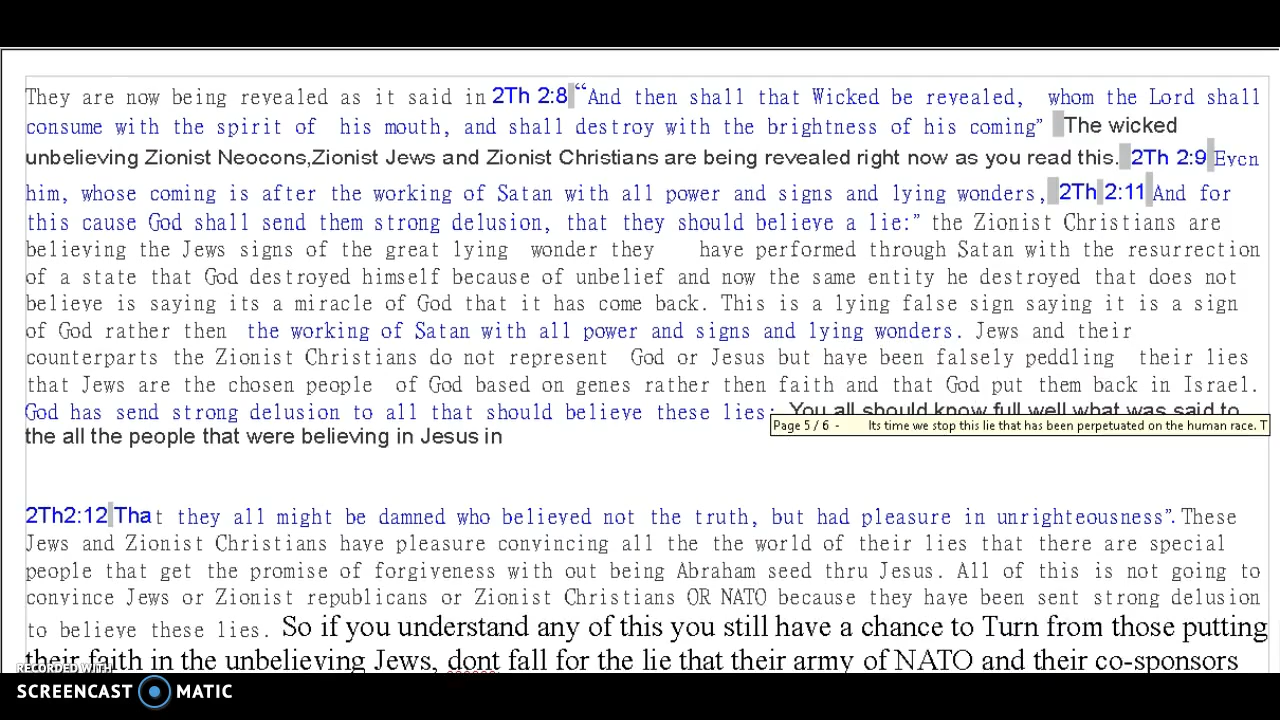 They are now being revealed as it said in 2Th 2:8 “And then shall that Wicked be revealed, whom the Lord shall
consume with the spirit of his mouth, and shall destroy with the brightness of his coming” The wicked
unbelieving Zionist Neocons,Zionist Jews and Zionist Christians are being revealed right now as you read this. 2Th 2:9 Even
him, whose coming is after the working of Satan with all power and signs and lying wonders, 2Th 2:11 And for
this cause God shall send them strong delusion, that they should believe a lie:” the Zionist Christians are
believing the Jews signs of the great lying wonder they have performed through Satan with the resurrection
of a state that God destroyed himself because of unbelief and now the same entity he destroyed that does not
believe is saying its a miracle of God that it has come back. This is a lying false sign saying it is a sign
of God rather then the working of Satan with all power and signs and lying wonders. Jews and their
counterparts the Zionist Christians do not represent God or Jesus but have been falsely peddling their lies
that Jews are the chosen people of God based on genes rather then faith and that God put them back in Israel.
God has send strong delusion to all that should believe these lies. You all should know full well what was said to
Page 5 / 6 - Its time we stop this lie that has been perpetuated on the human race. T
the all the people that were believing in Jesus in
2Th2:12 That they all might be damned who believed not the truth, but had pleasure in unrighteousness”. These
Jews and Zionist Christians have pleasure convincing all the the world of their lies that there are special
people that get the promise of forgiveness with out being Abraham seed thru Jesus. All of this is not going to
convince Jews or Zionist republicans or Zionist Christians OR NATO because they have been sent strong delusion
to believe these lies. So if you understand any of this you still have a chance to Turn from those putting
their faith in the unbelieving Jews, dont fall for the lie that their army of NATO and their co-sponsors
RECORDED WITH
SCREENCAST MATIC